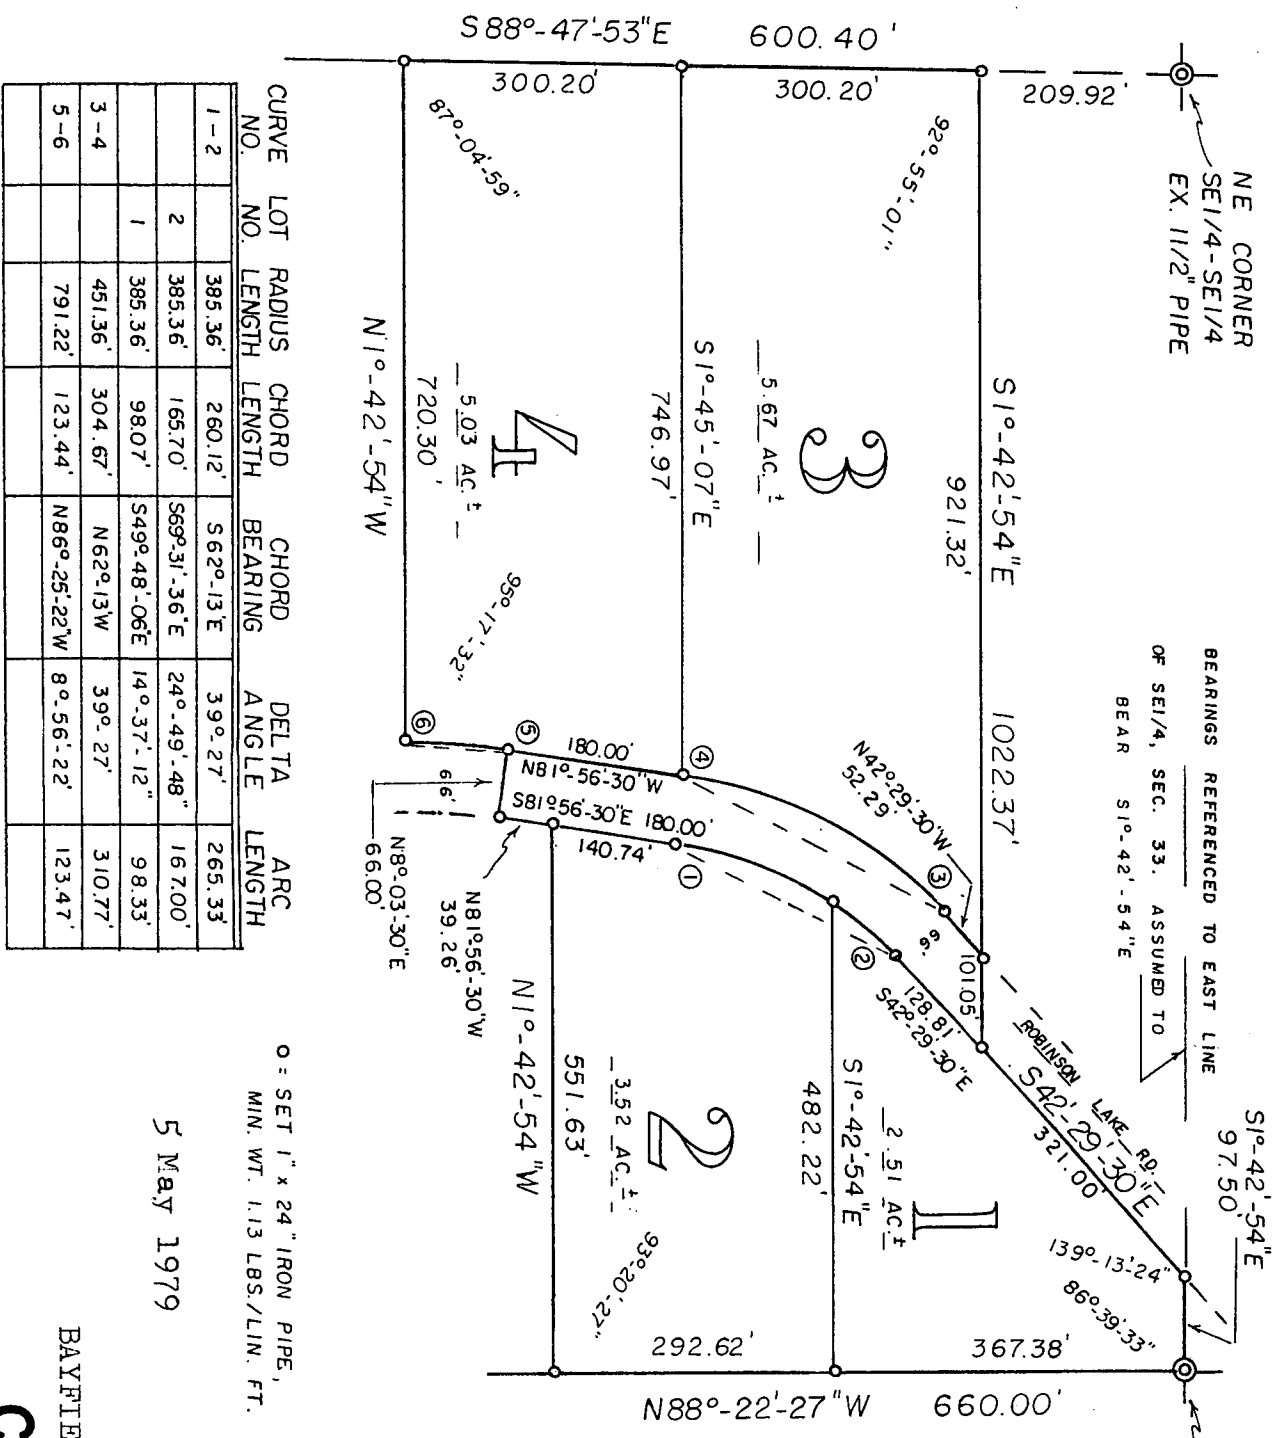 NE CORNER
SE1/4-SE1/4
EX. 1 1/2" PIPE
S88°-47'-53"E 600.40'
300.20'
300.20'
209.92'
92°-55'-01"
87°-04'-59"
S1°-42'-54"E 1022.37'
921.32'
3
5.67 AC.±
S1°-45'-07"E
746.97'
4
5.03 AC.±
720.30'
N1°-42'-54"W
95°-17'-32"
BEARINGS REFERENCED TO EAST LINE
OF SE1/4, SEC. 33. ASSUMED TO
BEAR S1°-42'-54"E
N42°-29'-30"W
52.29'
3
4
180.00'
N81°-56'-30"W
5
6
66'
66'
101.05'
ROBINSON LAKE RD.
S42'-29'-30"E
321.00'
128.81'
S42°-29'-30"E
2
1
S81°56'-30"E 180.00'
140.74'
N81°56'-30"W
39.26'
N8°-03'-30"E
66.00'
S1°-42'-54"E
97.50'
139°-13'-24"
86°-39'-33"
1
2.51 AC.±
S1°-42'-54"E
482.22'
2
3.52 AC.±
551.63'
N1°-42'-54"W
93°-20'-27"
292.62'
367.38'
N88°-22'-27"W 660.00'
CURVE NO. LOT NO. RADIUS LENGTH CHORD LENGTH CHORD BEARING DELTA ANGLE ARC LENGTH
1-2 385.36' 260.12' S62°-13'E 39°-27' 265.33'
2 385.36' 165.70' S69°-31'-36"E 24°-49'-48" 167.00'
1 385.36' 98.07' S49°-48'-06"E 14°-37'-12" 98.33'
3-4 451.36' 304.67' N62°-13'W 39°-27' 310.77'
5-6 791.22' 123.44' N86°-25'-22"W 8°-56'-22" 123.47'
O = SET 1" x 24" IRON PIPE,
MIN. WT. 1.13 LBS./LIN. FT.
5 May 1979
BAYFIE
C